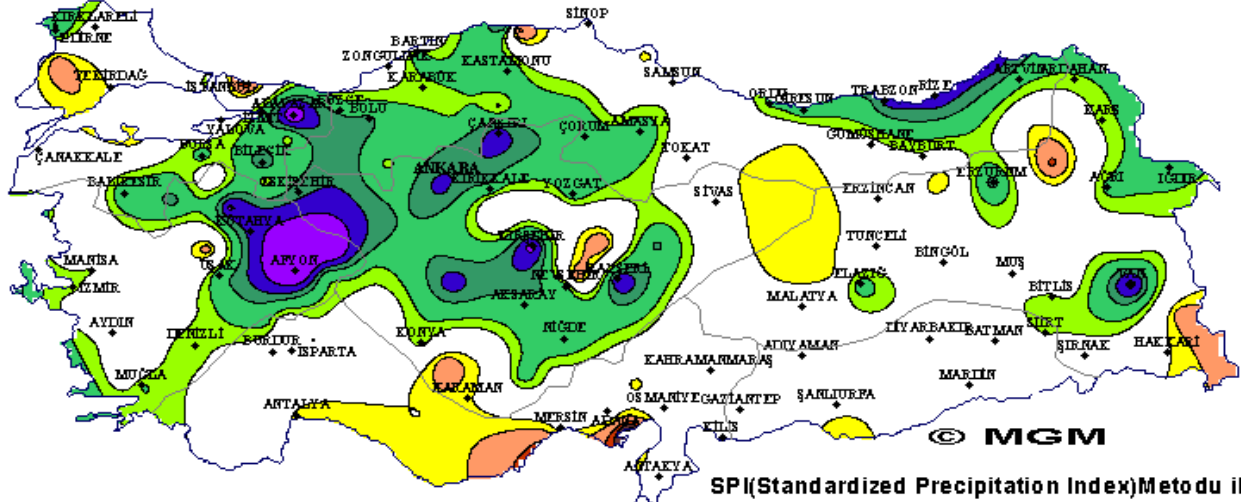 SİNOP
KIRKLARELİ
EDİRNE
BARTIN
ZONGULDAK
KASTAMONU
KARABÜK
TEKİRDAĞ
İSTANBUL
SAMSUN
ARTVİN
ARDAHAN
RİZE
TRABZON
ORDU
GİRESUN
BOLU
YALOVA
ÇANKIRI
AMASYA
ÇORUM
KARS
GÜMÜŞHANE
BAYBURT
ÇANAKKALE
BURSA
BİLECİK
TOKAT
ANKARA
KIRIKKALE
ERZURUM
IĞDIR
AĞRI
BALIKESİR
ESKİŞEHİR
YOZGAT
SİVAS
ERZİNCAN
KÜTAHYA
KIRŞEHİR
TUNCELİ
BİNGÖL
MUŞ
MANİSA
UŞAK
AFYON
NEVŞEHİR
KAYSERİ
ELAZIĞ
VAN
İZMİR
AKSARAY
MALATYA
BİTLİS
AYDIN
DENİZLİ
BURDUR
ISPARTA
KONYA
NİĞDE
DİYARBAKIR
BATMAN
SİİRT
ŞIRNAK
HAKKARİ
ADIYAMAN
KAHRAMANMARAŞ
MUĞLA
KARAMAN
MARDİN
ANTALYA
MERSİN
ADANA
OSMANİYE
GAZİANTEP
ŞANLIURFA
KİLİS
© MGM
ANTAKYA
SPI(Standardized Precipitation Index)Metodu il